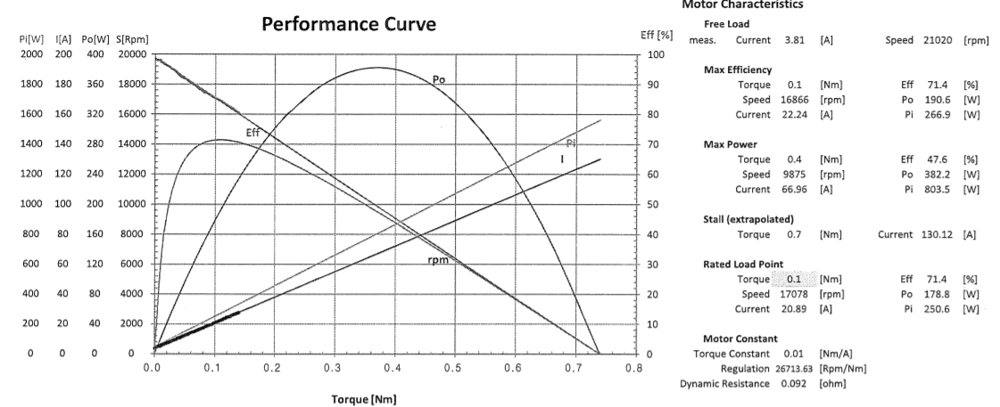 Performance Curve
Pi[W] I[A] Po[W] S[Rpm]
Eff [%]
2000 200 400 20000 100
1800 180 360 18000 90
1600 160 320 16000 80
1400 140 280 14000 70
1200 120 240 12000 60
1000 100 200 10000 50
800 80 160 8000 40
600 60 120 6000 30
400 40 80 4000 20
200 20 40 2000 10
0 0 0 0 0
Po
Eff
Pi
I
rpm
0.0 0.1 0.2 0.3 0.4 0.5 0.6 0.7 0.8
Torque [Nm]
Motor Characteristics
Free Load
meas. Current 3.81 [A] Speed 21020 [rpm]
Max Efficiency
Torque 0.1 [Nm] Eff 71.4 [%]
Speed 16866 [rpm] Po 190.6 [W]
Current 22.24 [A] Pi 266.9 [W]
Max Power
Torque 0.4 [Nm] Eff 47.6 [%]
Speed 9875 [rpm] Po 382.2 [W]
Current 66.96 [A] Pi 803.5 [W]
Stall (extrapolated)
Torque 0.7 [Nm] Current 130.12 [A]
Rated Load Point
Torque 0.1 [Nm] Eff 71.4 [%]
Speed 17078 [rpm] Po 178.8 [W]
Current 20.89 [A] Pi 250.6 [W]
Motor Constant
Torque Constant 0.01 [Nm/A]
Regulation 26713.63 [Rpm/Nm]
Dynamic Resistance 0.092 [ohm]